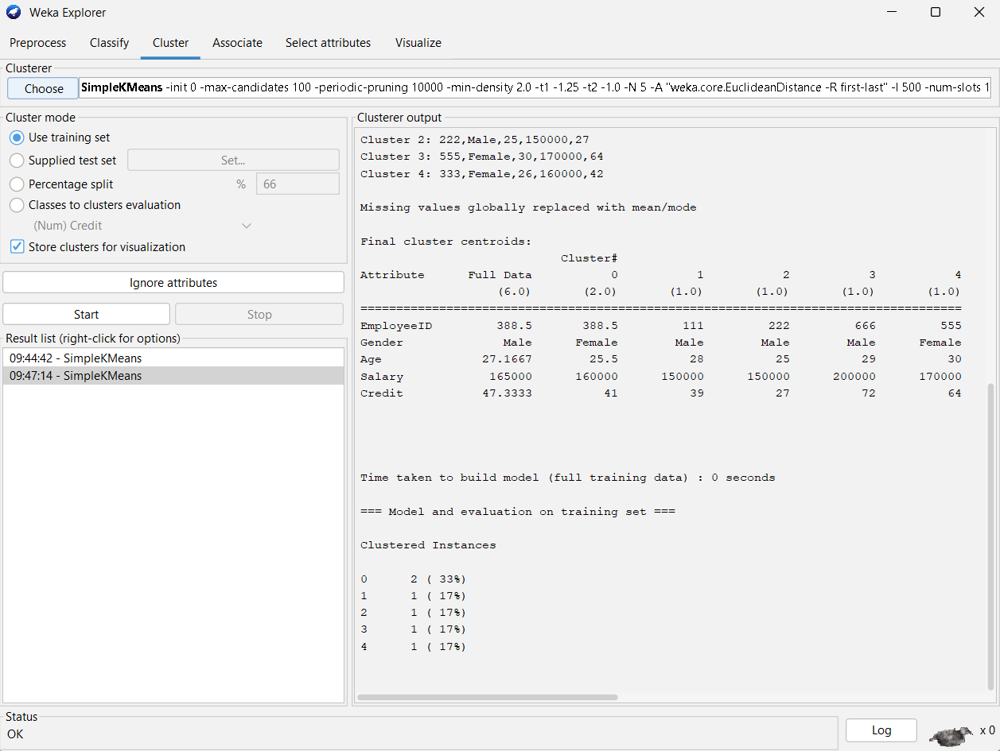 Weka Explorer
Preprocess Classify Cluster Associate Select attributes Visualize
Clusterer
Choose SimpleKMeans -init 0 -max-candidates 100 -periodic-pruning 10000 -min-density 2.0 -t1 -1.25 -t2 -1.0 -N 5 -A "weka.core.EuclideanDistance -R first-last" -I 500 -num-slots 1
Cluster mode
Use training set
Supplied test set Set...
Percentage split % 66
Classes to clusters evaluation
(Num) Credit
Store clusters for visualization
Ignore attributes
Start Stop
Result list (right-click for options)
09:44:42 - SimpleKMeans
09:47:14 - SimpleKMeans
Clusterer output
Cluster 2: 222,Male,25,150000,27
Cluster 3: 555,Female,30,170000,64
Cluster 4: 333,Female,26,160000,42
Missing values globally replaced with mean/mode
Final cluster centroids:
Cluster#
Attribute Full Data 0 1 2 3 4
(6.0) (2.0) (1.0) (1.0) (1.0) (1.0)
====================================================================================
EmployeeID 388.5 388.5 111 222 666 555
Gender Male Female Male Male Male Female
Age 27.1667 25.5 28 25 29 30
Salary 165000 160000 150000 150000 200000 170000
Credit 47.3333 41 39 27 72 64
Time taken to build model (full training data) : 0 seconds
=== Model and evaluation on training set ===
Clustered Instances
0 2 ( 33%)
1 1 ( 17%)
2 1 ( 17%)
3 1 ( 17%)
4 1 ( 17%)
Status
OK
Log x 0